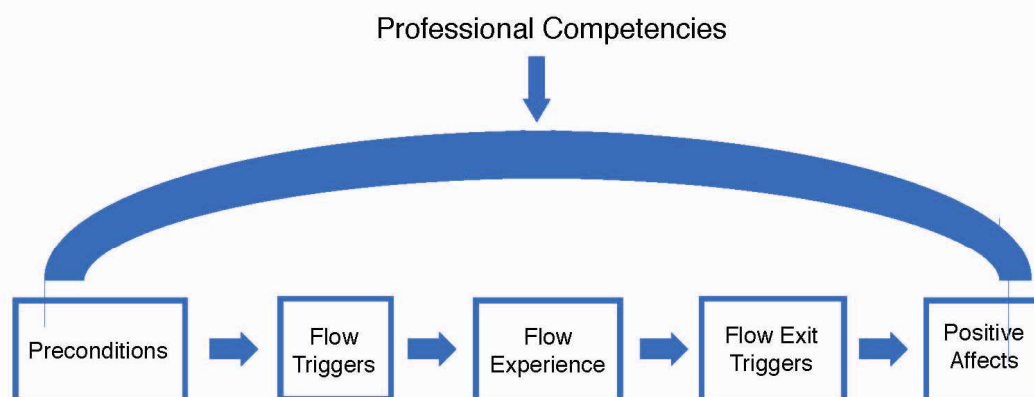 Professional Competencies
Preconditions
Flow
Triggers
Flow
Experience
Flow Exit
Triggers
Positive
Affects